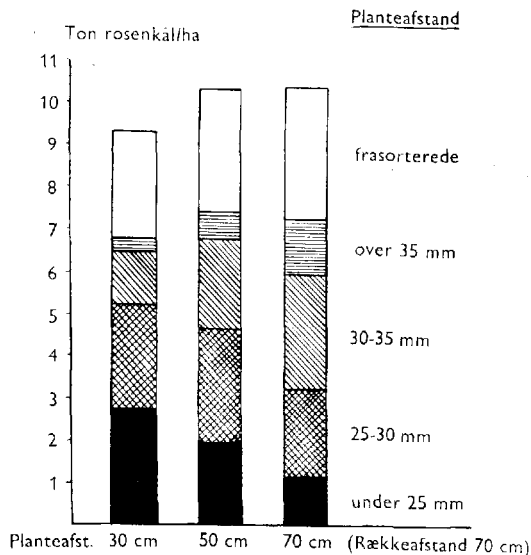 Planteafstand
Ton rosenkål/ha
11
10
9
8
7
6
5
4
3
2
1
frasorterede
over 35 mm
30-35 mm
25-30 mm
under 25 mm
Planteafst. 30 cm 50 cm 70 cm (Rækkeafstand 70 cm)